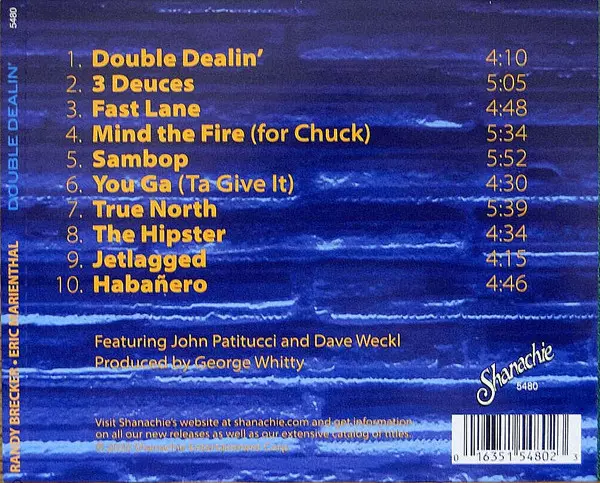 5480
DOUBLE DEALIN'
RANDY BRECKER • ERIC MARIENTHAL
1. Double Dealin' 4:10
2. 3 Deuces 5:05
3. Fast Lane 4:48
4. Mind the Fire (for Chuck) 5:34
5. Sambop 5:52
6. You Ga (Ta Give It) 4:30
7. True North 5:39
8. The Hipster 4:34
9. Jetlagged 4:15
10. Habañero 4:46
Featuring John Patitucci and Dave Weckl
Produced by George Whitty
Shanachie
5480
Visit Shanachie's website at shanachie.com and get information
on all our new releases as well as our extensive catalog of titles.
Shanachie Entertainment Corp.
0 16351 54802 3